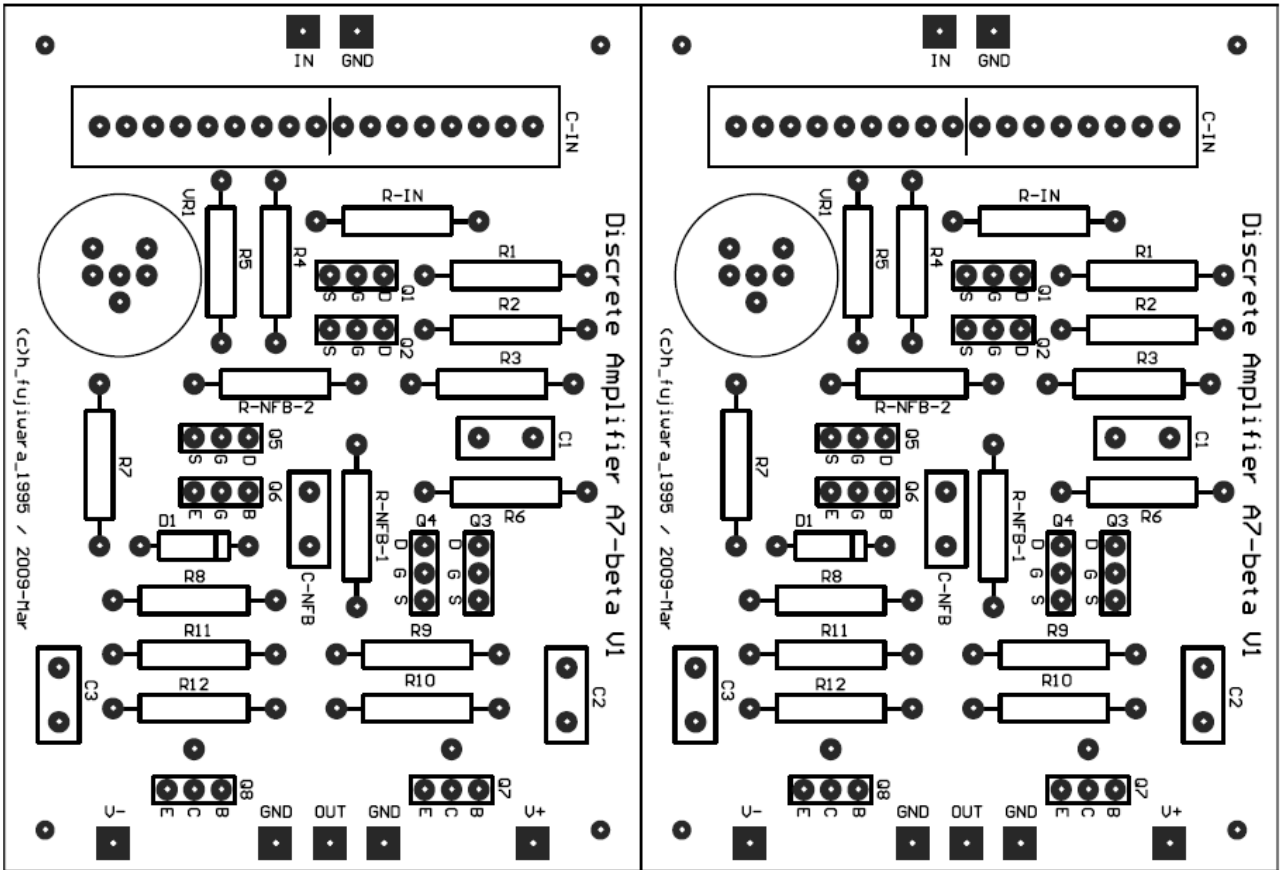 IN GND
C-IN
VR1
R5
R4
R-IN
R1
S G D Q1
R2
S G D Q2
R3
R-NFB-2
S G D Q5
C1
R7
E G B Q6
R-NFB-1
R6
D1
C-NFB
Q4 Q3
D D
G G
S S
R8
R11
R9
R12
R10
C3
C2
E C B Q8
E C B Q7
V- GND OUT GND V+
(c)h_fujiwara_1995 / 2009-Mar
Discrete Amplifier A7-beta V1
IN GND
C-IN
VR1
R5
R4
R-IN
R1
S G D Q1
R2
S G D Q2
R3
R-NFB-2
S G D Q5
C1
R7
E G B Q6
R-NFB-1
R6
D1
C-NFB
Q4 Q3
D D
G G
S S
R8
R11
R9
R12
R10
C3
C2
E C B Q8
E C B Q7
V- GND OUT GND V+
(c)h_fujiwara_1995 / 2009-Mar
Discrete Amplifier A7-beta V1